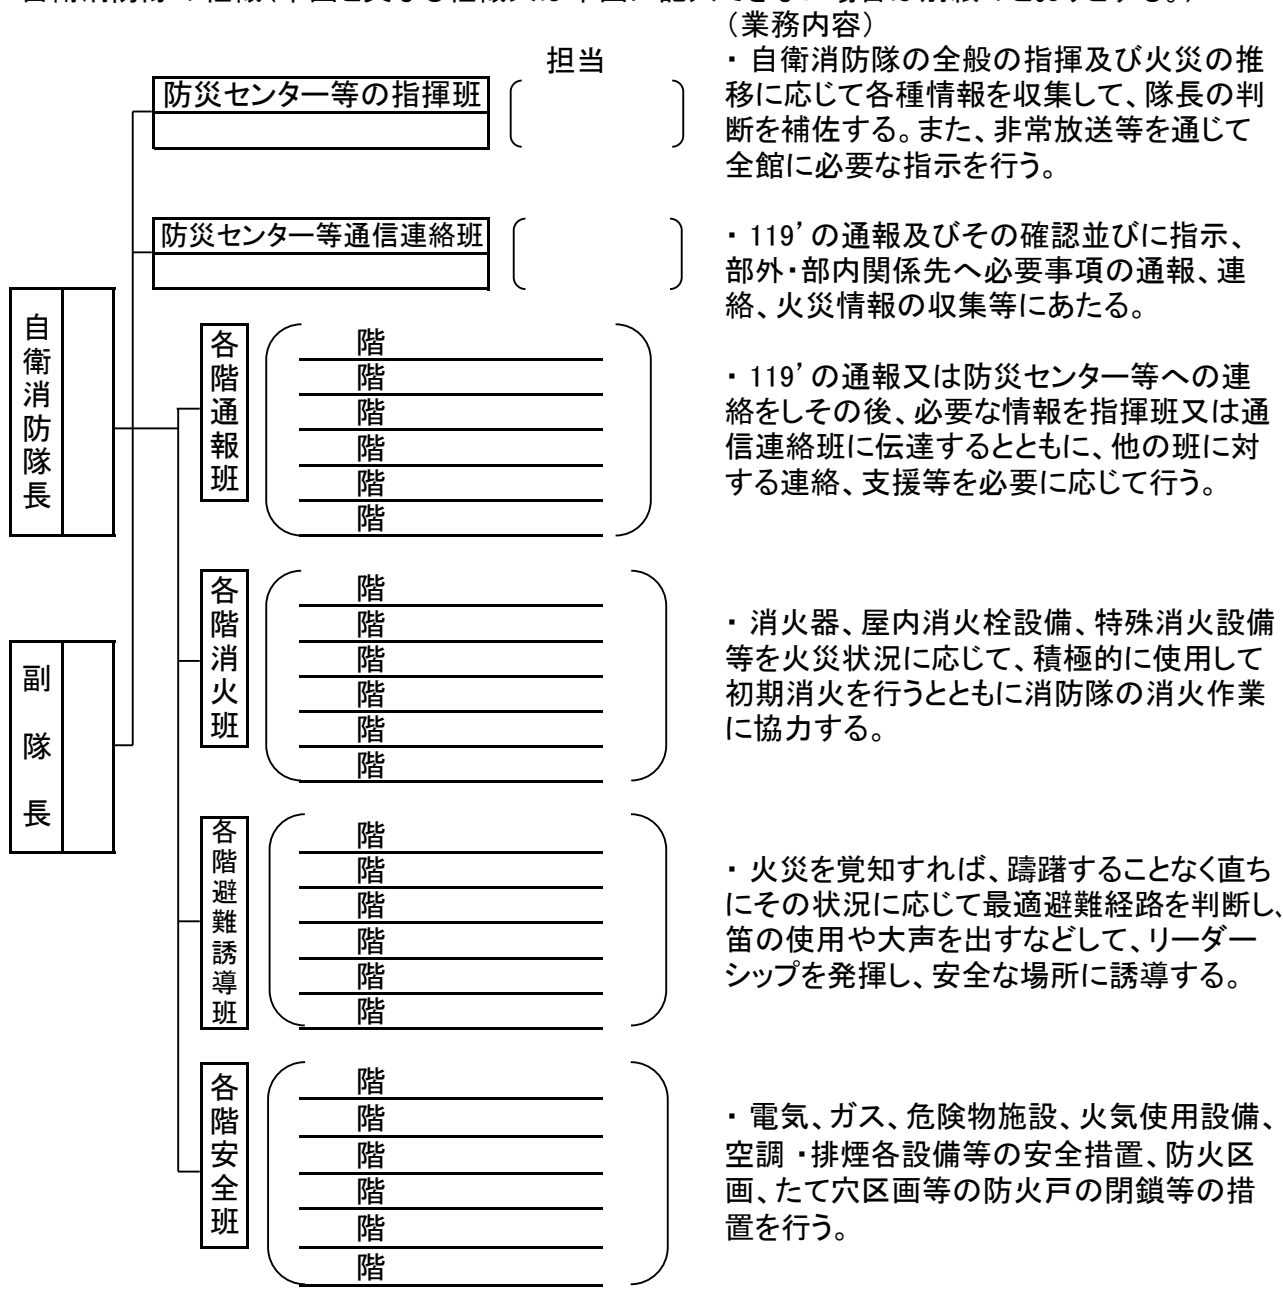 （業務内容）
担当
防災センター等の指揮班
・ 自衛消防隊の全般の指揮及び火災の推
移に応じて各種情報を収集して、隊長の判
断を補佐する。また、非常放送等を通じて
全館に必要な指示を行う。
防災センター等通信連絡班
・ 119’の通報及びその確認並びに指示、
部外・部内関係先へ必要事項の通報、連
絡、火災情報の収集等にあたる。
自衛消防隊長
各階通報班
階
階
階
階
階
階
・ 119’の通報又は防災センター等への連
絡をしその後、必要な情報を指揮班又は通
信連絡班に伝達するとともに、他の班に対
する連絡、支援等を必要に応じて行う。
副隊長
各階消火班
階
階
階
階
階
階
・ 消火器、屋内消火栓設備、特殊消火設備
等を火災状況に応じて、積極的に使用して
初期消火を行うとともに消防隊の消火作業
に協力する。
各階避難誘導班
階
階
階
階
階
階
・ 火災を覚知すれば、躊躇することなく直ち
にその状況に応じて最適避難経路を判断し、
笛の使用や大声を出すなどして、リーダー
シップを発揮し、安全な場所に誘導する。
各階安全班
階
階
階
階
階
階
・ 電気、ガス、危険物施設、火気使用設備、
空調 ・排煙各設備等の安全措置、防火区
画、たて穴区画等の防火戸の閉鎖等の措
置を行う。